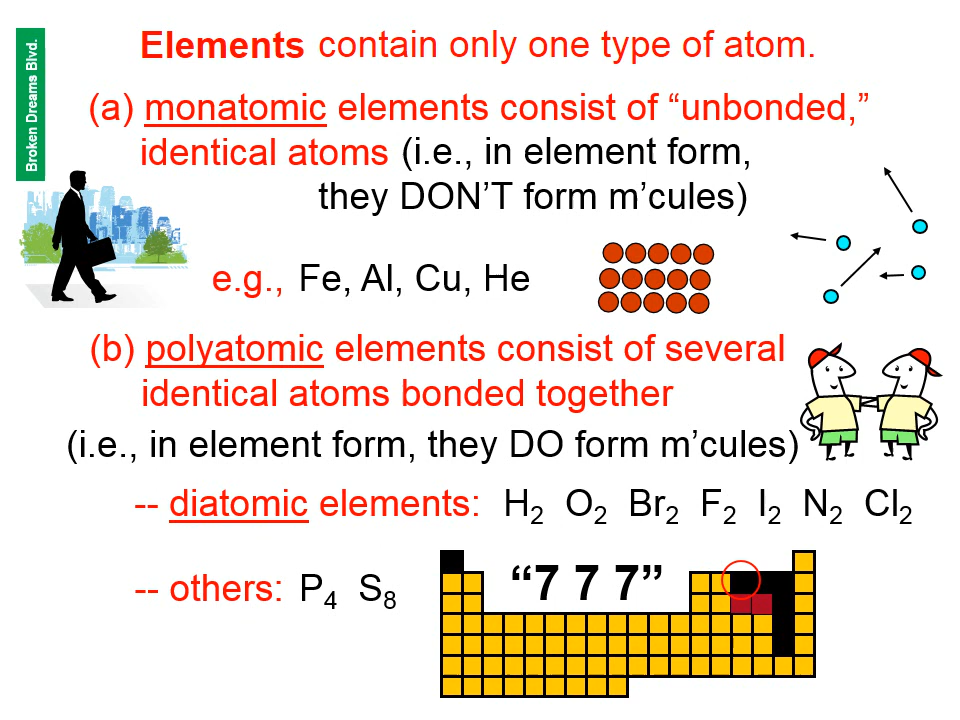 Broken Dreams Blvd.
Elements contain only one type of atom.
(a) monatomic elements consist of “unbonded,”
identical atoms (i.e., in element form,
they DON’T form m’cules)
e.g., Fe, Al, Cu, He
(b) polyatomic elements consist of several
identical atoms bonded together
(i.e., in element form, they DO form m’cules)
-- diatomic elements: H₂ O₂ Br₂ F₂ I₂ N₂ Cl₂
-- others: P₄ S₈
“7 7 7”